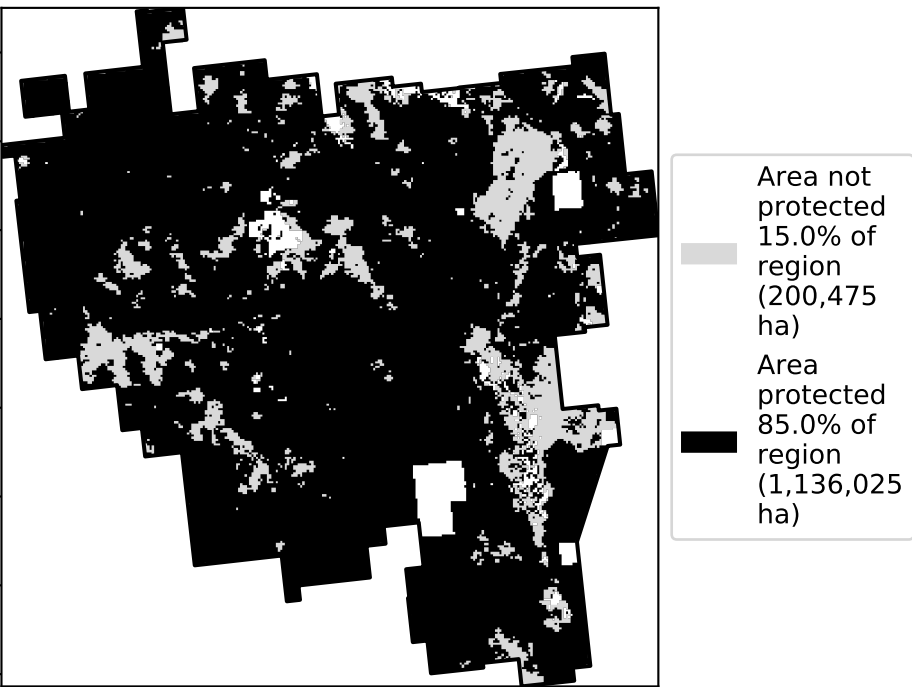 Area not
protected
15.0% of
region
(200,475
ha)
Area
protected
85.0% of
region
(1,136,025
ha)